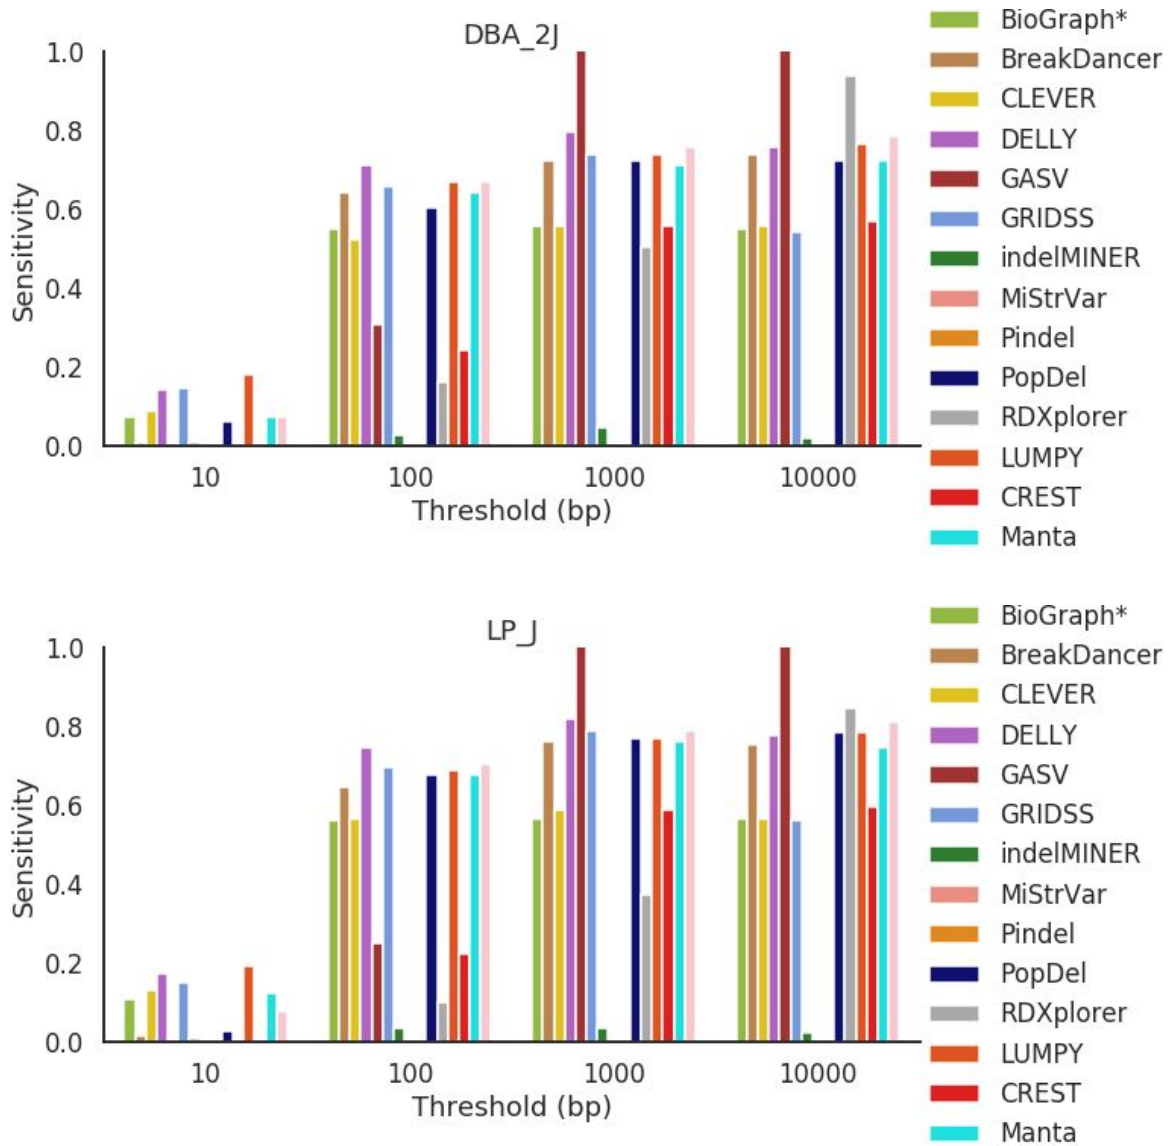 DBA_2J
1.0
0.8
0.6
0.4
0.2
0.0
Sensitivity
10 100 1000 10000
Threshold (bp)
BioGraph*
BreakDancer
CLEVER
DELLY
GASV
GRIDSS
indelMINER
MiStrVar
Pindel
PopDel
RDXplorer
LUMPY
CREST
Manta
LP_J
1.0
0.8
0.6
0.4
0.2
0.0
Sensitivity
10 100 1000 10000
Threshold (bp)
BioGraph*
BreakDancer
CLEVER
DELLY
GASV
GRIDSS
indelMINER
MiStrVar
Pindel
PopDel
RDXplorer
LUMPY
CREST
Manta